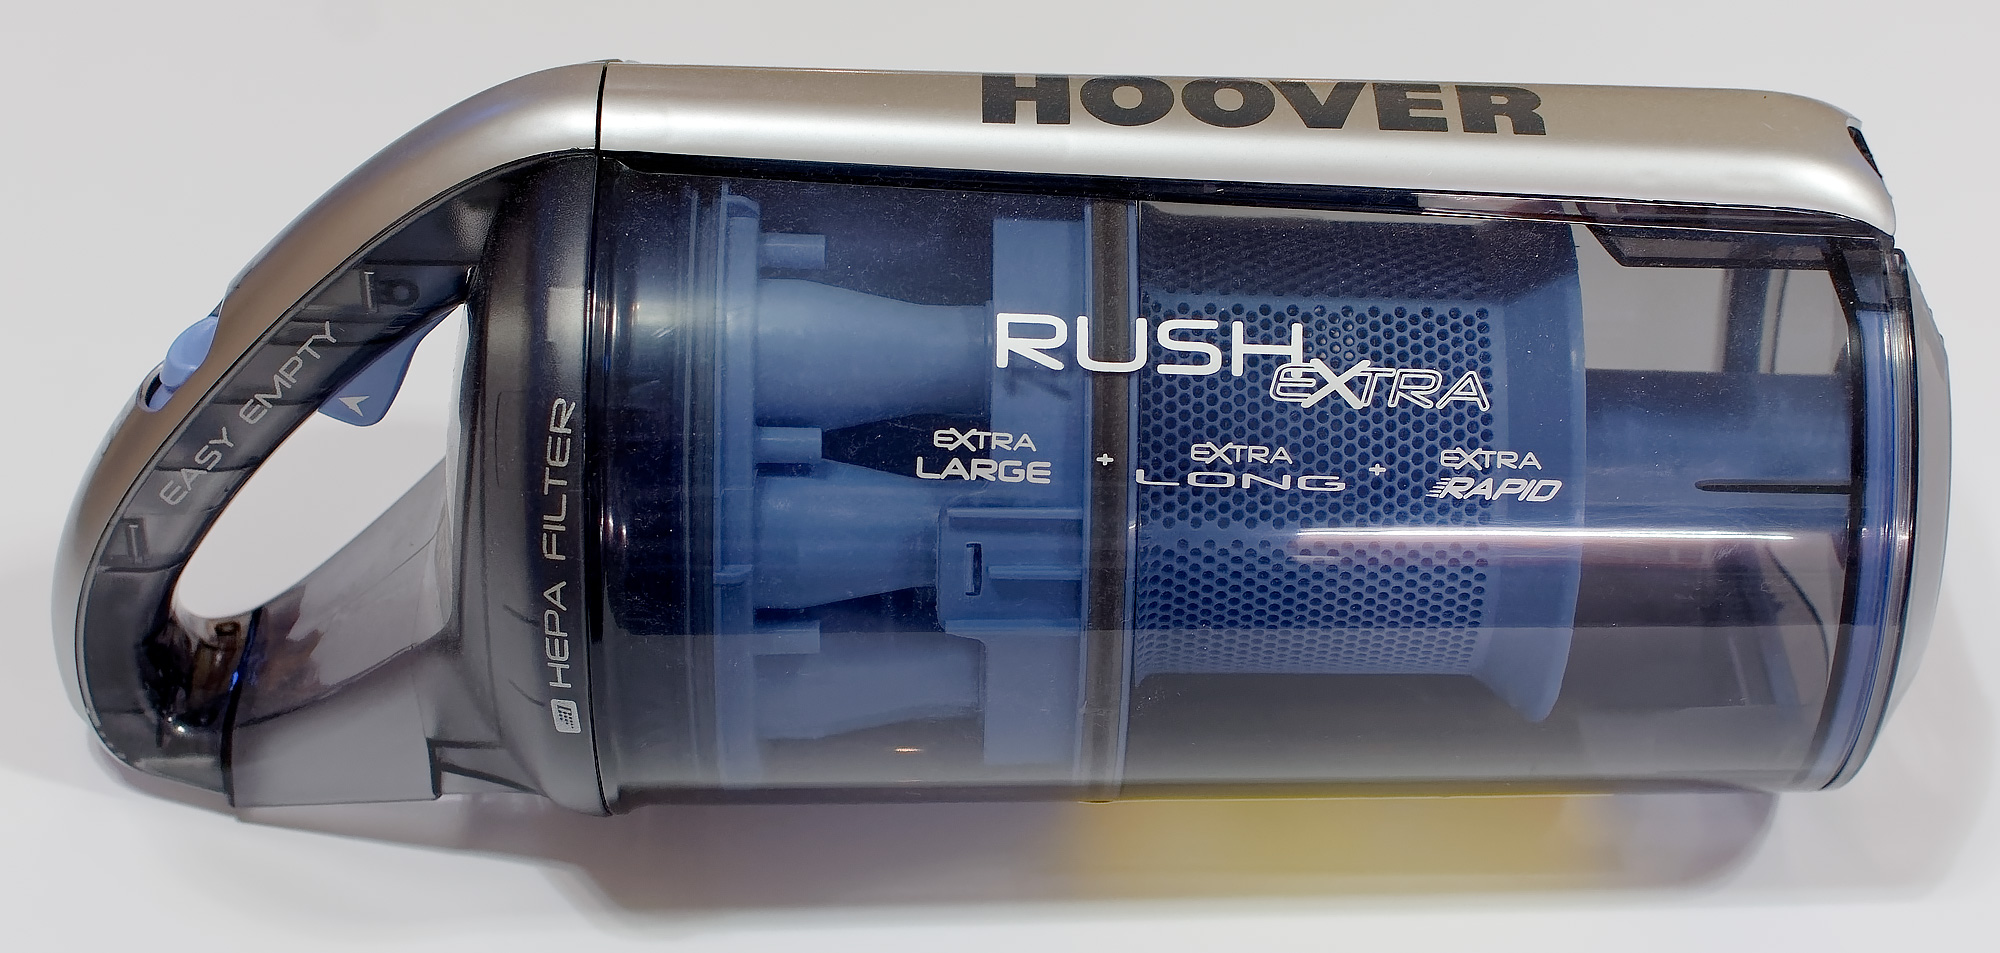 HOOVER
RUSH
EXTRA
EXTRA LARGE + EXTRA LONG + EXTRA RAPID
EASY EMPTY
HEPA FILTER